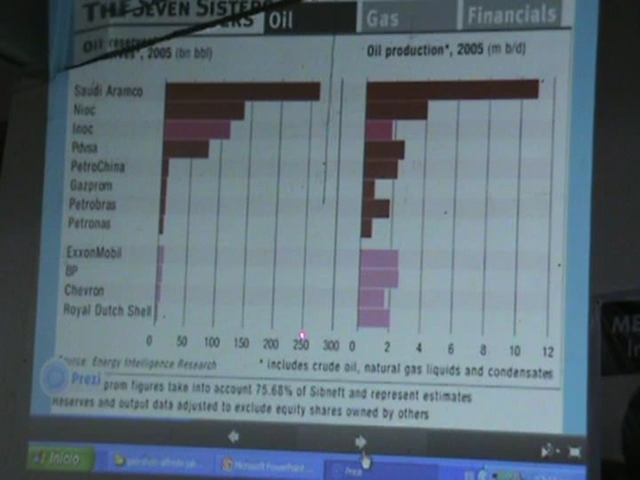 THE SEVEN SISTERS
Oil
Gas
Financials
Oil reserves*, 2005 (bn bbl)
Oil production*, 2005 (m b/d)
Saudi Aramco
Nioc
Inoc
Pdvsa
PetroChina
Gazprom
Petrobras
Petronas
ExxonMobil
BP
Chevron
Royal Dutch Shell
0 50 100 150 200 250 300
0 2 4 6 8 10 12
Source: Energy Intelligence Research
* includes crude oil, natural gas liquids and condensates
Prezi
prom figures take into account 75.68% of Sibneft and represent estimates
Reserves and output data adjusted to exclude equity shares owned by others
Inicio
Microsoft PowerPoint ...
Prezi
ME